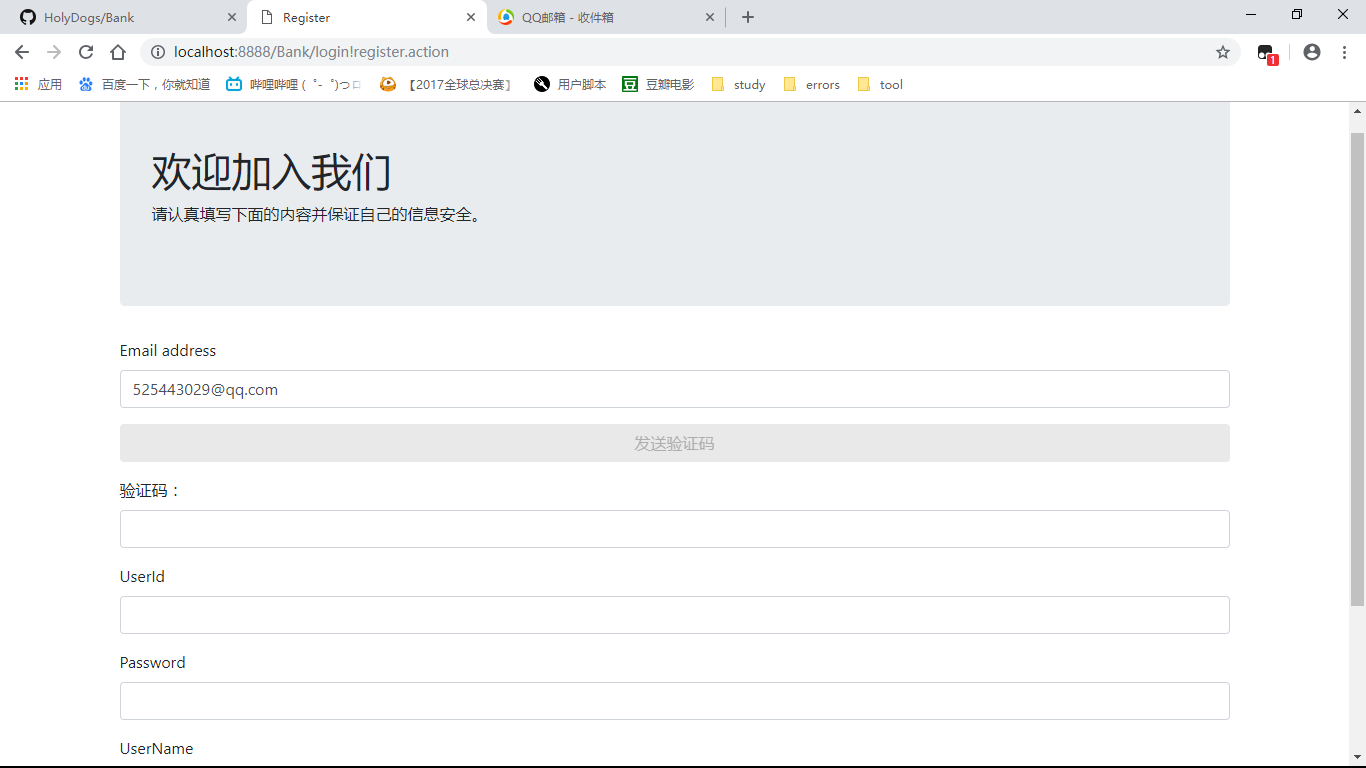 HolyDogs/Bank
Register
QQ邮箱 - 收件箱
localhost:8888/Bank/login!register.action
1
应用
百度一下，你就知道
哔哩哔哩 ( ゜- ゜)つロ
【2017全球总决赛】
用户脚本
豆 豆瓣电影
study
errors
tool
欢迎加入我们
请认真填写下面的内容并保证自己的信息安全。
Email address
525443029@qq.com
发送验证码
验证码：
UserId
Password
UserName